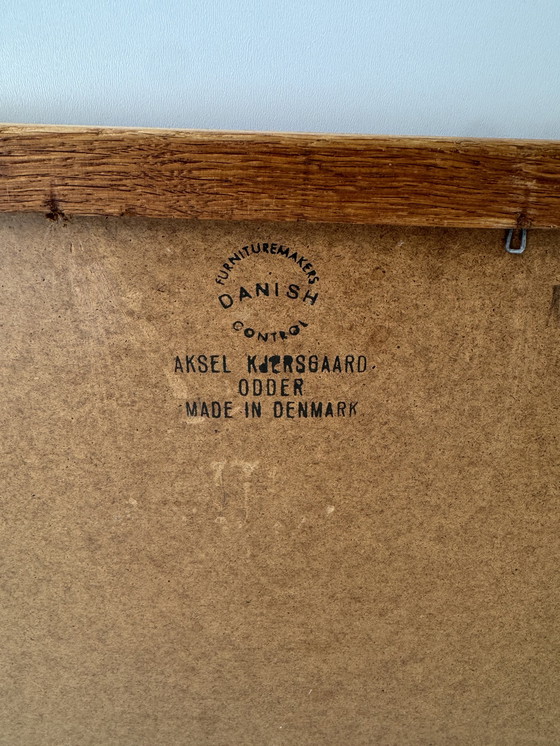 FURNITUREMAKERS
DANISH
CONTROL
AKSEL KJERSGAARD
ODDER
MADE IN DENMARK